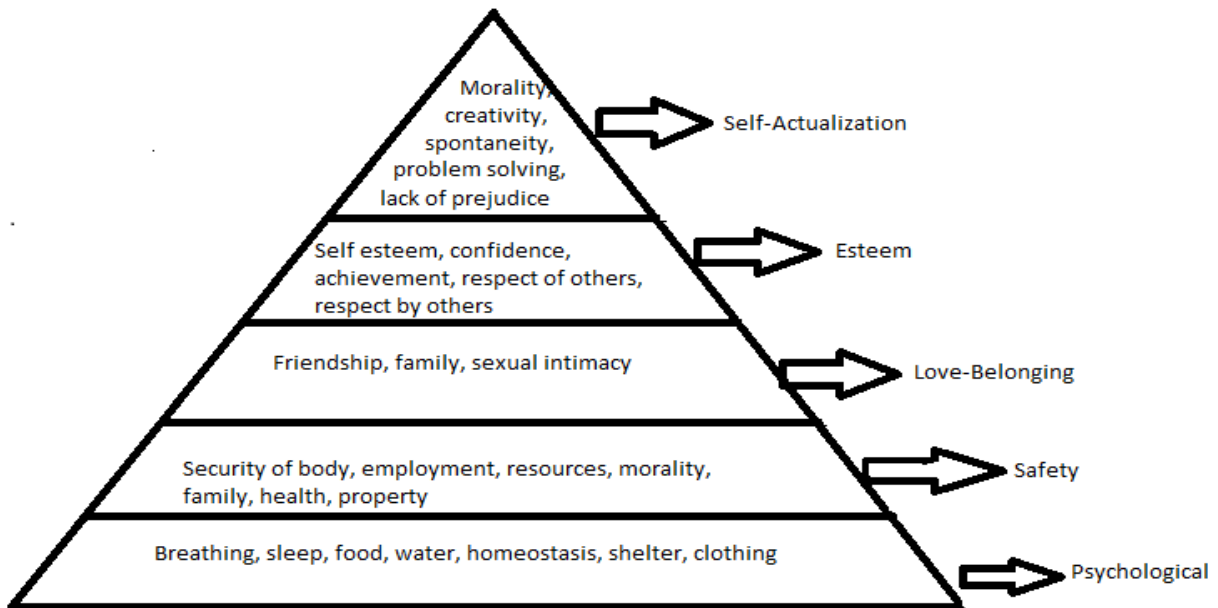 Morality,
creativity,
spontaneity,
problem solving,
lack of prejudice
Self-Actualization
Self esteem, confidence,
achievement, respect of others,
respect by others
Esteem
Friendship, family, sexual intimacy
Love-Belonging
Security of body, employment, resources, morality,
family, health, property
Safety
Breathing, sleep, food, water, homeostasis, shelter, clothing
Psychological